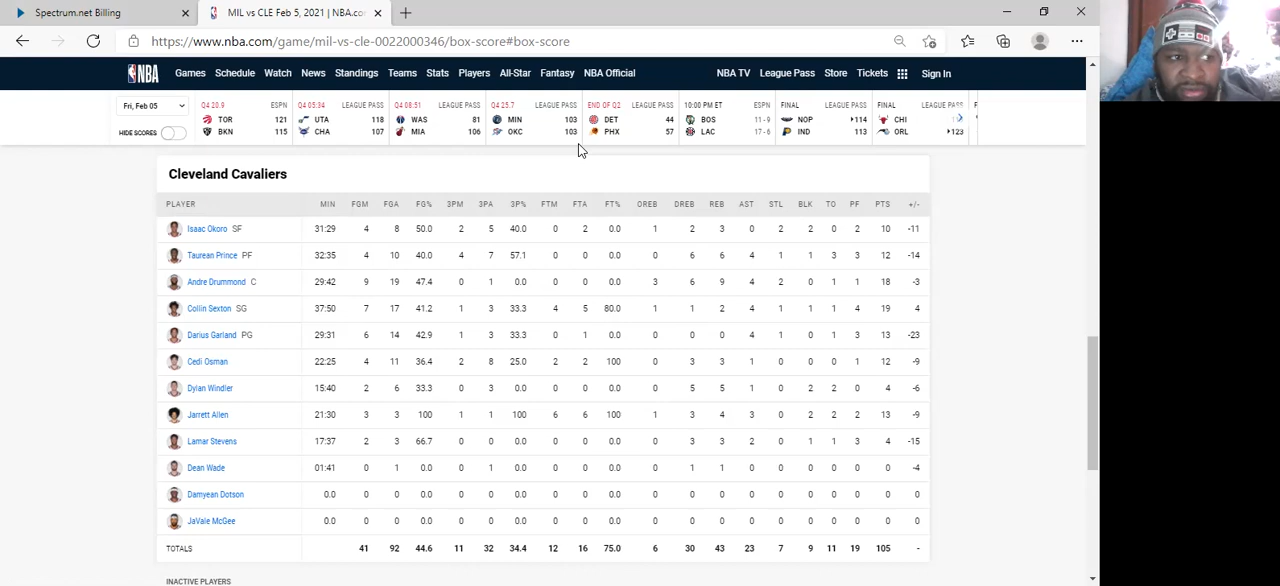 Spectrum.net Billing
MIL vs CLE Feb 5, 2021 | NBA.co
https://www.nba.com/game/mil-vs-cle-0022000346/box-score#box-score
NBA Games Schedule Watch News Standings Teams Stats Players All-Star Fantasy NBA Official NBA TV League Pass Store Tickets Sign In
Fri, Feb 05 Q4 20.9 ESPN Q4 05:34 LEAGUE PASS Q4 08:51 LEAGUE PASS Q4 25.7 LEAGUE PASS END OF Q2 LEAGUE PASS 10:00 PM ET ESPN FINAL LEAGUE PASS FINAL LEAGUE PASS
TOR 121 UTA 118 WAS 81 MIN 103 DET 44 BOS 11-9 NOP 114 CHI
HIDE SCORES BKN 115 CHA 107 MIA 106 OKC 103 PHX 57 LAC 17-6 IND 113 ORL 123
Cleveland Cavaliers
PLAYER MIN FGM FGA FG% 3PM 3PA 3P% FTM FTA FT% OREB DREB REB AST STL BLK TO PF PTS +/-
Isaac Okoro SF 31:29 4 8 50.0 2 5 40.0 0 2 0.0 1 2 3 0 2 2 0 2 10 -11
Taurean Prince PF 32:35 4 10 40.0 4 7 57.1 0 0 0.0 0 6 6 4 1 1 3 3 12 -14
Andre Drummond C 29:42 9 19 47.4 0 1 0.0 0 0 0.0 3 6 9 4 2 0 1 1 18 -3
Collin Sexton SG 37:50 7 17 41.2 1 3 33.3 4 5 80.0 1 1 2 4 1 1 1 4 19 4
Darius Garland PG 29:31 6 14 42.9 1 3 33.3 0 1 0.0 0 0 0 4 1 0 1 3 13 -23
Cedi Osman 22:25 4 11 36.4 2 8 25.0 2 2 100 0 3 3 1 0 0 0 1 12 -9
Dylan Windler 15:40 2 6 33.3 0 3 0.0 0 0 0.0 0 5 5 1 0 2 2 0 4 -6
Jarrett Allen 21:30 3 3 100 1 1 100 6 6 100 1 3 4 3 0 2 2 2 13 -9
Lamar Stevens 17:37 2 3 66.7 0 0 0.0 0 0 0.0 0 3 3 2 0 1 1 3 4 -15
Dean Wade 01:41 0 1 0.0 0 1 0.0 0 0 0.0 0 1 1 0 0 0 0 0 0 -4
Damyean Dotson 0.0 0 0 0.0 0 0 0.0 0 0 0.0 0 0 0 0 0 0 0 0 0 0
JaVale McGee 0.0 0 0 0.0 0 0 0.0 0 0 0.0 0 0 0 0 0 0 0 0 0 0
TOTALS 41 92 44.6 11 32 34.4 12 16 75.0 6 30 43 23 7 9 11 19 105 -
INACTIVE PLAYERS